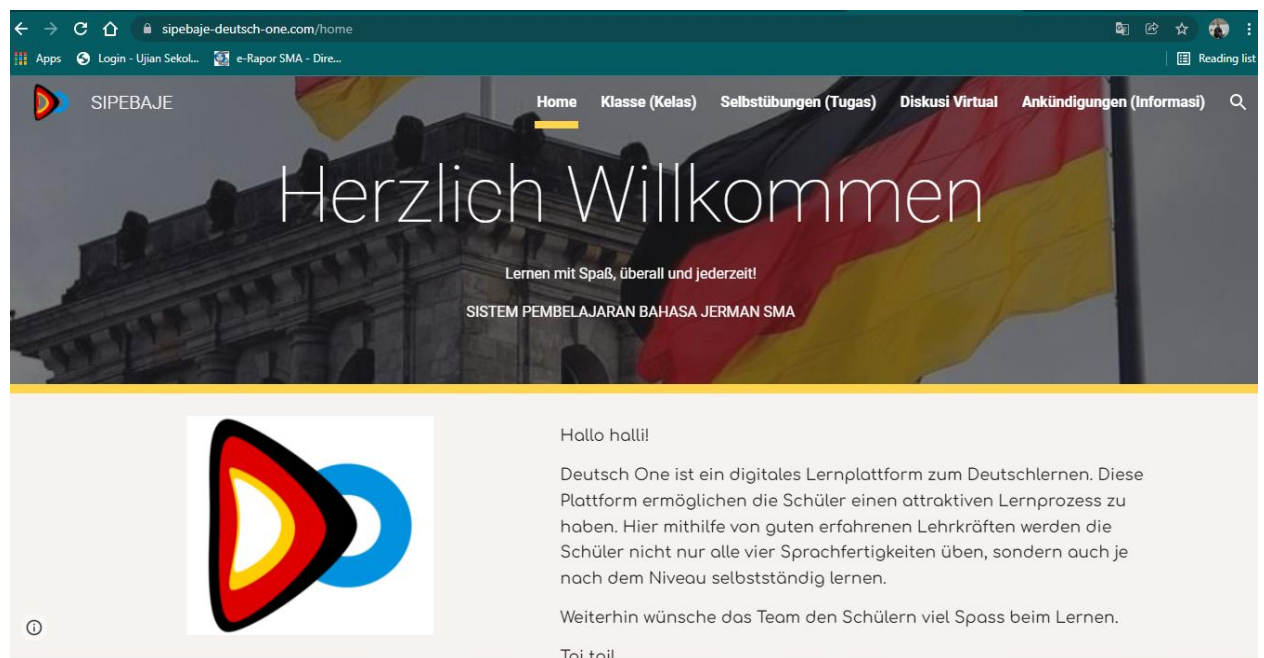 sipebaje-deutsch-one.com/home
Apps Login - Ujian Sekol... e-Rapor SMA - Dire... Reading list
SIPEBAJE Home Klasse (Kelas) Selbstübungen (Tugas) Diskusi Virtual Ankündigungen (Informasi)
Herzlich Willkommen
Lernen mit Spaß, überall und jederzeit!
SISTEM PEMBELAJARAN BAHASA JERMAN SMA
Hallo halli!
Deutsch One ist ein digitales Lernplattform zum Deutschlernen. Diese
Plattform ermöglichen die Schüler einen attraktiven Lernprozess zu
haben. Hier mithilfe von guten erfahrenen Lehrkräften werden die
Schüler nicht nur alle vier Sprachfertigkeiten üben, sondern auch je
nach dem Niveau selbstständig lernen.
Weiterhin wünsche das Team den Schülern viel Spass beim Lernen.